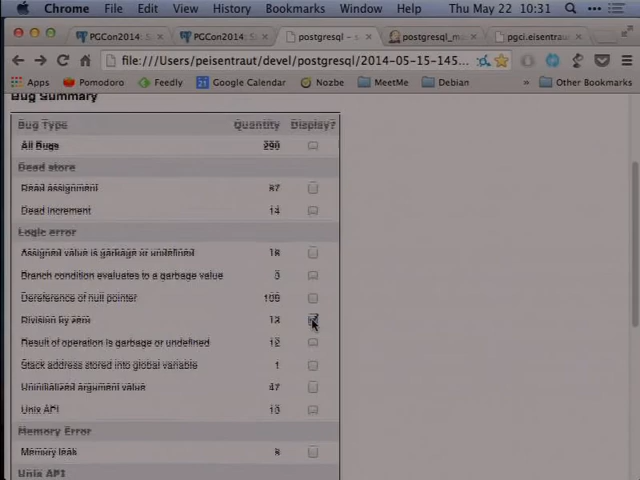 Chrome File Edit View History Bookmarks Window Help Thu May 22 10:31
PGCon2014: S PGCon2014: S postgresql - s postgresql_ma pgci.eisentrau
file:///Users/peisentraut/devel/postgresql/2014-05-15-145...
Apps Pomodoro Feedly Google Calendar Nozbe MeetMe Debian » Other Bookmarks
Bug Summary
Bug Type Quantity Display?
All Bugs 290
Dead store
Dead assignment 87
Dead increment 14
Logic error
Assigned value is garbage or undefined 18
Branch condition evaluates to a garbage value
Dereference of null pointer
Division by zero
Result of operation is garbage or undefined 12
Stack address stored into global variable 1
Uninitialized argument value 47
Unix API
Memory Error
Memory leak 8
Unix API